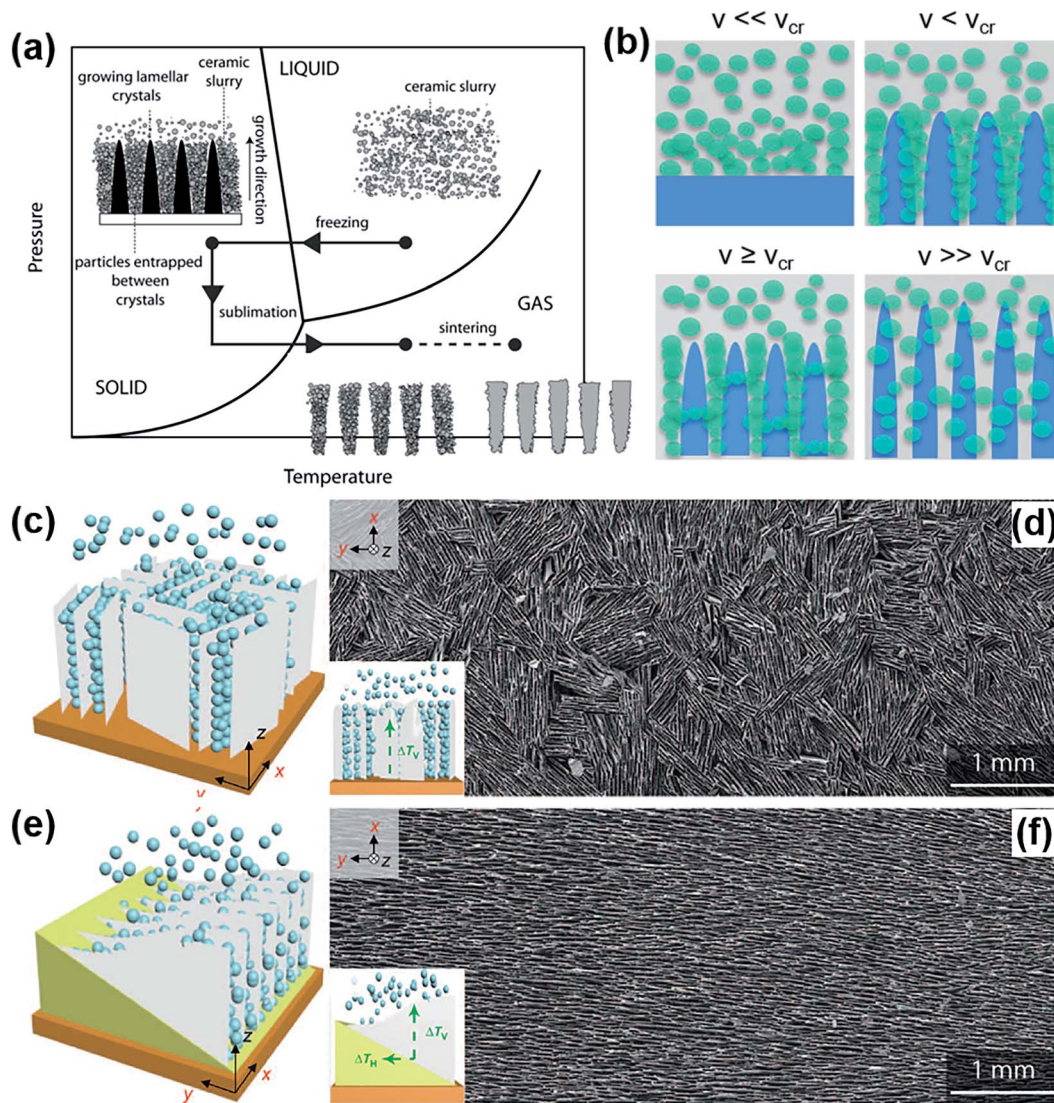 (a)
LIQUID
growing lamellar
crystals
ceramic
slurry
ceramic slurry
growth direction
freezing
particles entrapped
between
crystals
sublimation
GAS
sintering
SOLID
Pressure
Temperature
(b)
v << vcr
v < vcr
v ≥ vcr
v >> vcr
(c)
z
x
y
ΔTV
(d)
x
y
z
1 mm
(e)
z
x
y
ΔTH
ΔTV
(f)
x
y
z
1 mm